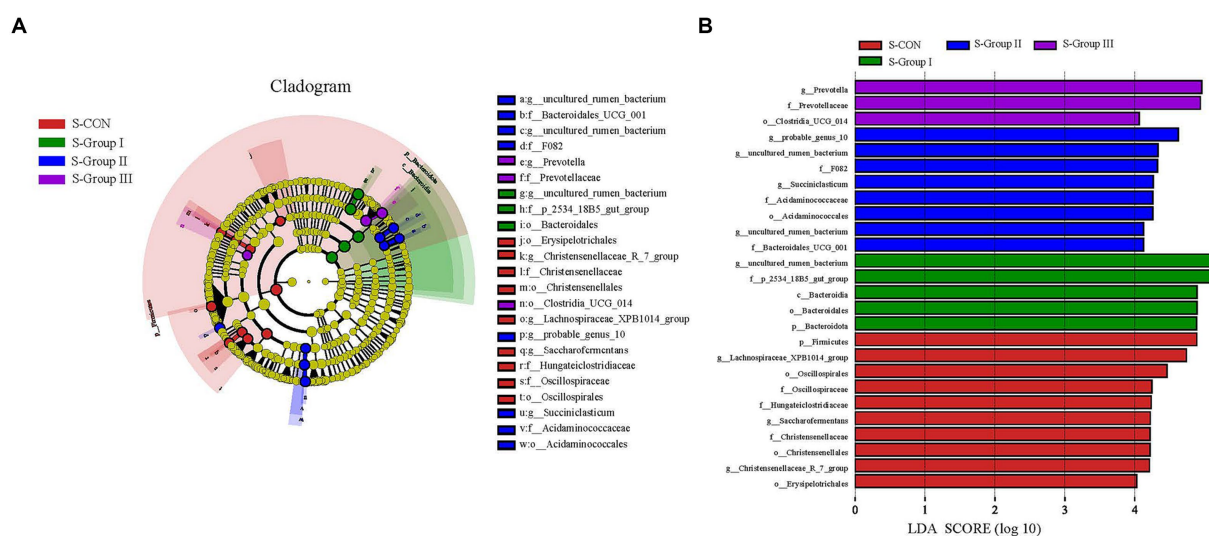 A
Cladogram
S-CON
S-Group I
S-Group II
S-Group III
p__Bacteroidota
c__Bacteroidia
p__Firmicutes
a:g__uncultured_rumen_bacterium
b:f__Bacteroidales_UCG_001
c:g__uncultured_rumen_bacterium
d:f__F082
e:g__Prevotella
f:f__Prevotellaceae
g:g__uncultured_rumen_bacterium
h:f__p_2534_18B5_gut_group
i:o__Bacteroidales
j:o__Erysipelotrichales
k:g__Christensenellaceae_R_7_group
l:f__Christensenellaceae
m:o__Christensenellales
n:o__Clostridia_UCG_014
o:g__Lachnospiraceae_XPB1014_group
p:g__probable_genus_10
q:g__Saccharofermentans
r:f__Hungateiclostridiaceae
s:f__Oscillospiraceae
t:o__Oscillospirales
u:g__Succiniclasticum
v:f__Acidaminococcaceae
w:o__Acidaminococcales
B
S-CON
S-Group II
S-Group III
S-Group I
g__Prevotella
f__Prevotellaceae
o__Clostridia_UCG_014
g__probable_genus_10
g__uncultured_rumen_bacterium
f__F082
g__Succiniclasticum
f__Acidaminococcaceae
o__Acidaminococcales
g__uncultured_rumen_bacterium
f__Bacteroidales_UCG_001
g__uncultured_rumen_bacterium
f__p_2534_18B5_gut_group
c__Bacteroidia
o__Bacteroidales
p__Bacteroidota
p__Firmicutes
g__Lachnospiraceae_XPB1014_group
o__Oscillospirales
f__Oscillospiraceae
f__Hungateiclostridiaceae
g__Saccharofermentans
f__Christensenellaceae
o__Christensenellales
g__Christensenellaceae_R_7_group
o__Erysipelotrichales
0 1 2 3 4
LDA SCORE (log 10)